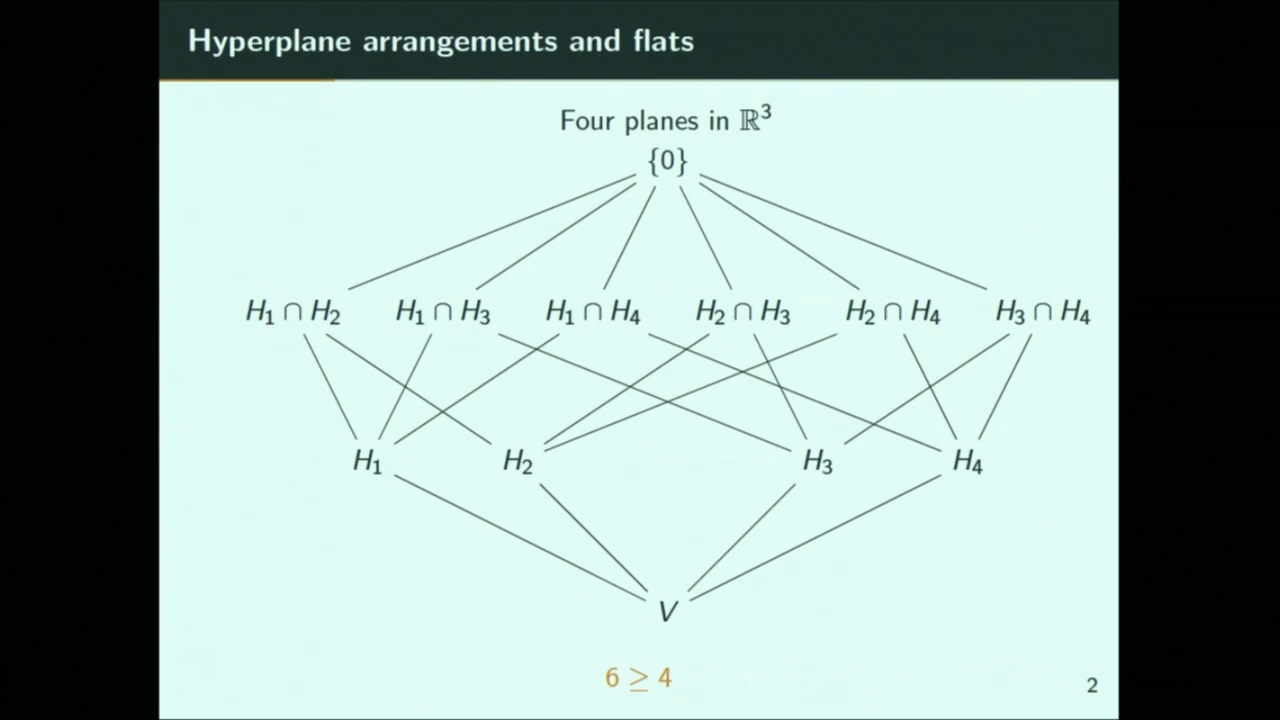 Hyperplane arrangements and flats
Four planes in ℝ³
{0}
H₁ ∩ H₂ H₁ ∩ H₃ H₁ ∩ H₄ H₂ ∩ H₃ H₂ ∩ H₄ H₃ ∩ H₄
H₁ H₂ H₃ H₄
V
6 ≥ 4
2